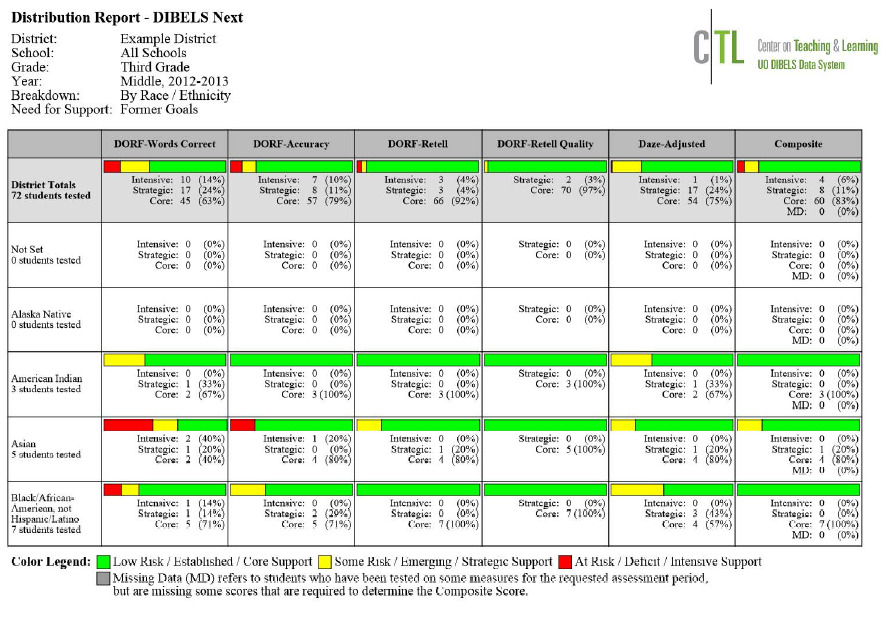 Distribution Report - DIBELS Next
District: Example District
School: All Schools
Grade: Third Grade
Year: Middle, 2012-2013
Breakdown: By Race / Ethnicity
Need for Support: Former Goals
CTL
Center on Teaching & Learning
UO DIBELS Data System
DORF-Words Correct DORF-Accuracy DORF-Retell DORF-Retell Quality Daze-Adjusted Composite
District Totals
72 students tested
Intensive: 10 (14%) Intensive: 7 (10%) Intensive: 3 (4%) Strategic: 2 (3%) Intensive: 1 (1%) Intensive: 4 (6%)
Strategic: 17 (24%) Strategic: 8 (11%) Strategic: 3 (4%) Core: 70 (97%) Strategic: 17 (24%) Strategic: 8 (11%)
Core: 45 (63%) Core: 57 (79%) Core: 66 (92%) Core: 54 (75%) Core: 60 (83%)
MD: 0 (0%)
Not Set
0 students tested
Intensive: 0 (0%) Intensive: 0 (0%) Intensive: 0 (0%) Strategic: 0 (0%) Intensive: 0 (0%) Intensive: 0 (0%)
Strategic: 0 (0%) Strategic: 0 (0%) Strategic: 0 (0%) Core: 0 (0%) Strategic: 0 (0%) Strategic: 0 (0%)
Core: 0 (0%) Core: 0 (0%) Core: 0 (0%) Core: 0 (0%) Core: 0 (0%)
MD: 0 (0%)
Alaska Native
0 students tested
Intensive: 0 (0%) Intensive: 0 (0%) Intensive: 0 (0%) Strategic: 0 (0%) Intensive: 0 (0%) Intensive: 0 (0%)
Strategic: 0 (0%) Strategic: 0 (0%) Strategic: 0 (0%) Core: 0 (0%) Strategic: 0 (0%) Strategic: 0 (0%)
Core: 0 (0%) Core: 0 (0%) Core: 0 (0%) Core: 0 (0%) Core: 0 (0%)
MD: 0 (0%)
American Indian
3 students tested
Intensive: 0 (0%) Intensive: 0 (0%) Intensive: 0 (0%) Strategic: 0 (0%) Intensive: 0 (0%) Intensive: 0 (0%)
Strategic: 1 (33%) Strategic: 0 (0%) Strategic: 0 (0%) Core: 3 (100%) Strategic: 1 (33%) Strategic: 0 (0%)
Core: 2 (67%) Core: 3 (100%) Core: 3 (100%) Core: 2 (67%) Core: 3 (100%)
MD: 0 (0%)
Asian
5 students tested
Intensive: 2 (40%) Intensive: 1 (20%) Intensive: 0 (0%) Strategic: 0 (0%) Intensive: 0 (0%) Intensive: 0 (0%)
Strategic: 1 (20%) Strategic: 0 (0%) Strategic: 1 (20%) Core: 5 (100%) Strategic: 1 (20%) Strategic: 1 (20%)
Core: 2 (40%) Core: 4 (80%) Core: 4 (80%) Core: 4 (80%) Core: 4 (80%)
MD: 0 (0%)
Black/African-
American, not
Hispanic/Latino
7 students tested
Intensive: 1 (14%) Intensive: 0 (0%) Intensive: 0 (0%) Strategic: 0 (0%) Intensive: 0 (0%) Intensive: 0 (0%)
Strategic: 1 (14%) Strategic: 2 (29%) Strategic: 0 (0%) Core: 7 (100%) Strategic: 3 (43%) Strategic: 0 (0%)
Core: 5 (71%) Core: 5 (71%) Core: 7 (100%) Core: 4 (57%) Core: 7 (100%)
MD: 0 (0%)
Color Legend: Low Risk / Established / Core Support Some Risk / Emerging / Strategic Support At Risk / Deficit / Intensive Support
Missing Data (MD) refers to students who have been tested on some measures for the requested assessment period,
but are missing some scores that are required to determine the Composite Score.